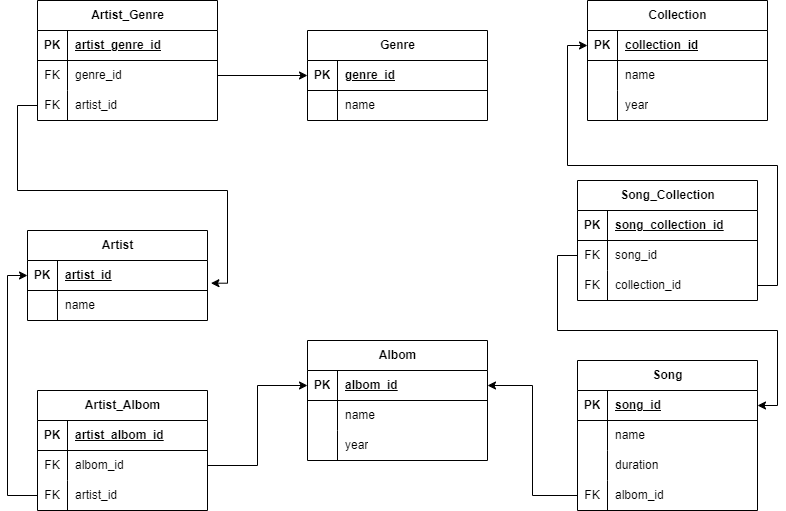 Artist_Genre
PK artist_genre_id
FK genre_id
FK artist_id
Genre
PK genre_id
name
Collection
PK collection_id
name
year
Artist
PK artist_id
name
Song_Collection
PK song_collection_id
FK song_id
FK collection_id
Artist_Albom
PK artist_albom_id
FK albom_id
FK artist_id
Albom
PK albom_id
name
year
Song
PK song_id
name
duration
FK albom_id